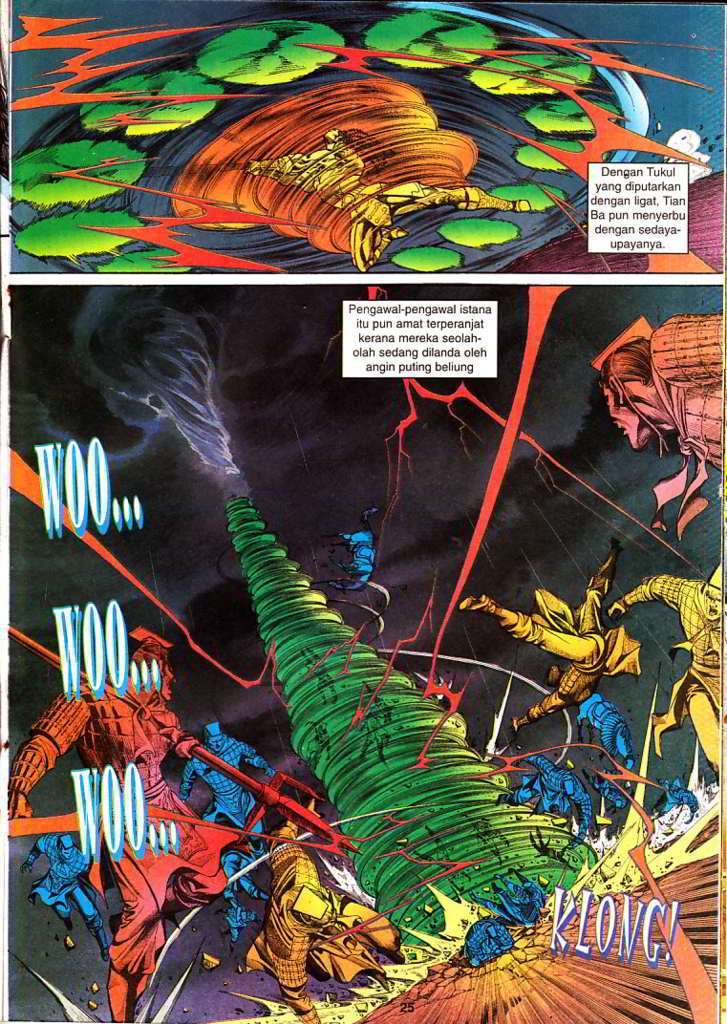 Dengan Tukul
yang diputarkan
dengan ligat, Tian
Ba pun menyerbu
dengan sedaya-
upayanya.
Pengawal-pengawal istana
itu pun amat terperanjat
kerana mereka seolah-
olah sedang dilanda oleh
angin puting beliung
WOO...
WOO...
WOO...
KLONG!
25